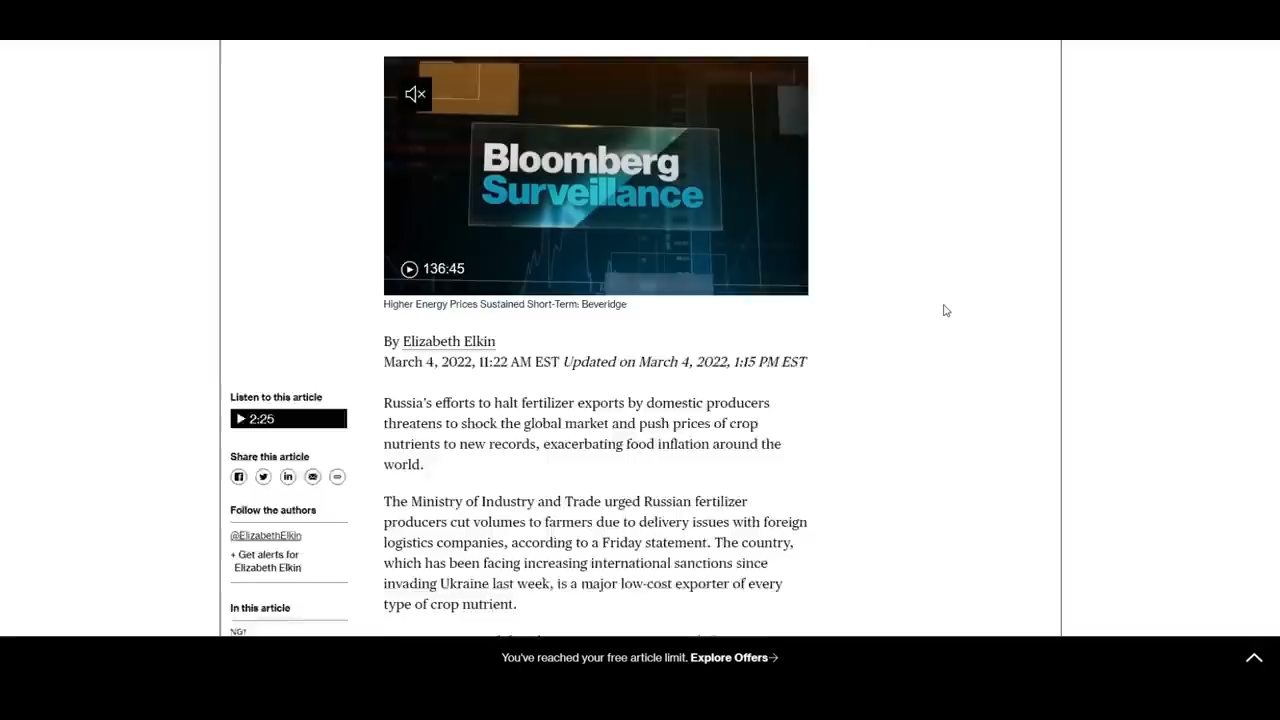 Bloomberg
Surveillance
136:45
Higher Energy Prices Sustained Short-Term: Beveridge
By Elizabeth Elkin
March 4, 2022, 11:22 AM EST Updated on March 4, 2022, 1:15 PM EST
Listen to this article
2:25
Share this article
Follow the authors
@ElizabethElkin
+ Get alerts for
Elizabeth Elkin
In this article
Russia's efforts to halt fertilizer exports by domestic producers
threatens to shock the global market and push prices of crop
nutrients to new records, exacerbating food inflation around the
world.
The Ministry of Industry and Trade urged Russian fertilizer
producers cut volumes to farmers due to delivery issues with foreign
logistics companies, according to a Friday statement. The country,
which has been facing increasing international sanctions since
invading Ukraine last week, is a major low-cost exporter of every
type of crop nutrient.
You've reached your free article limit. Explore Offers→